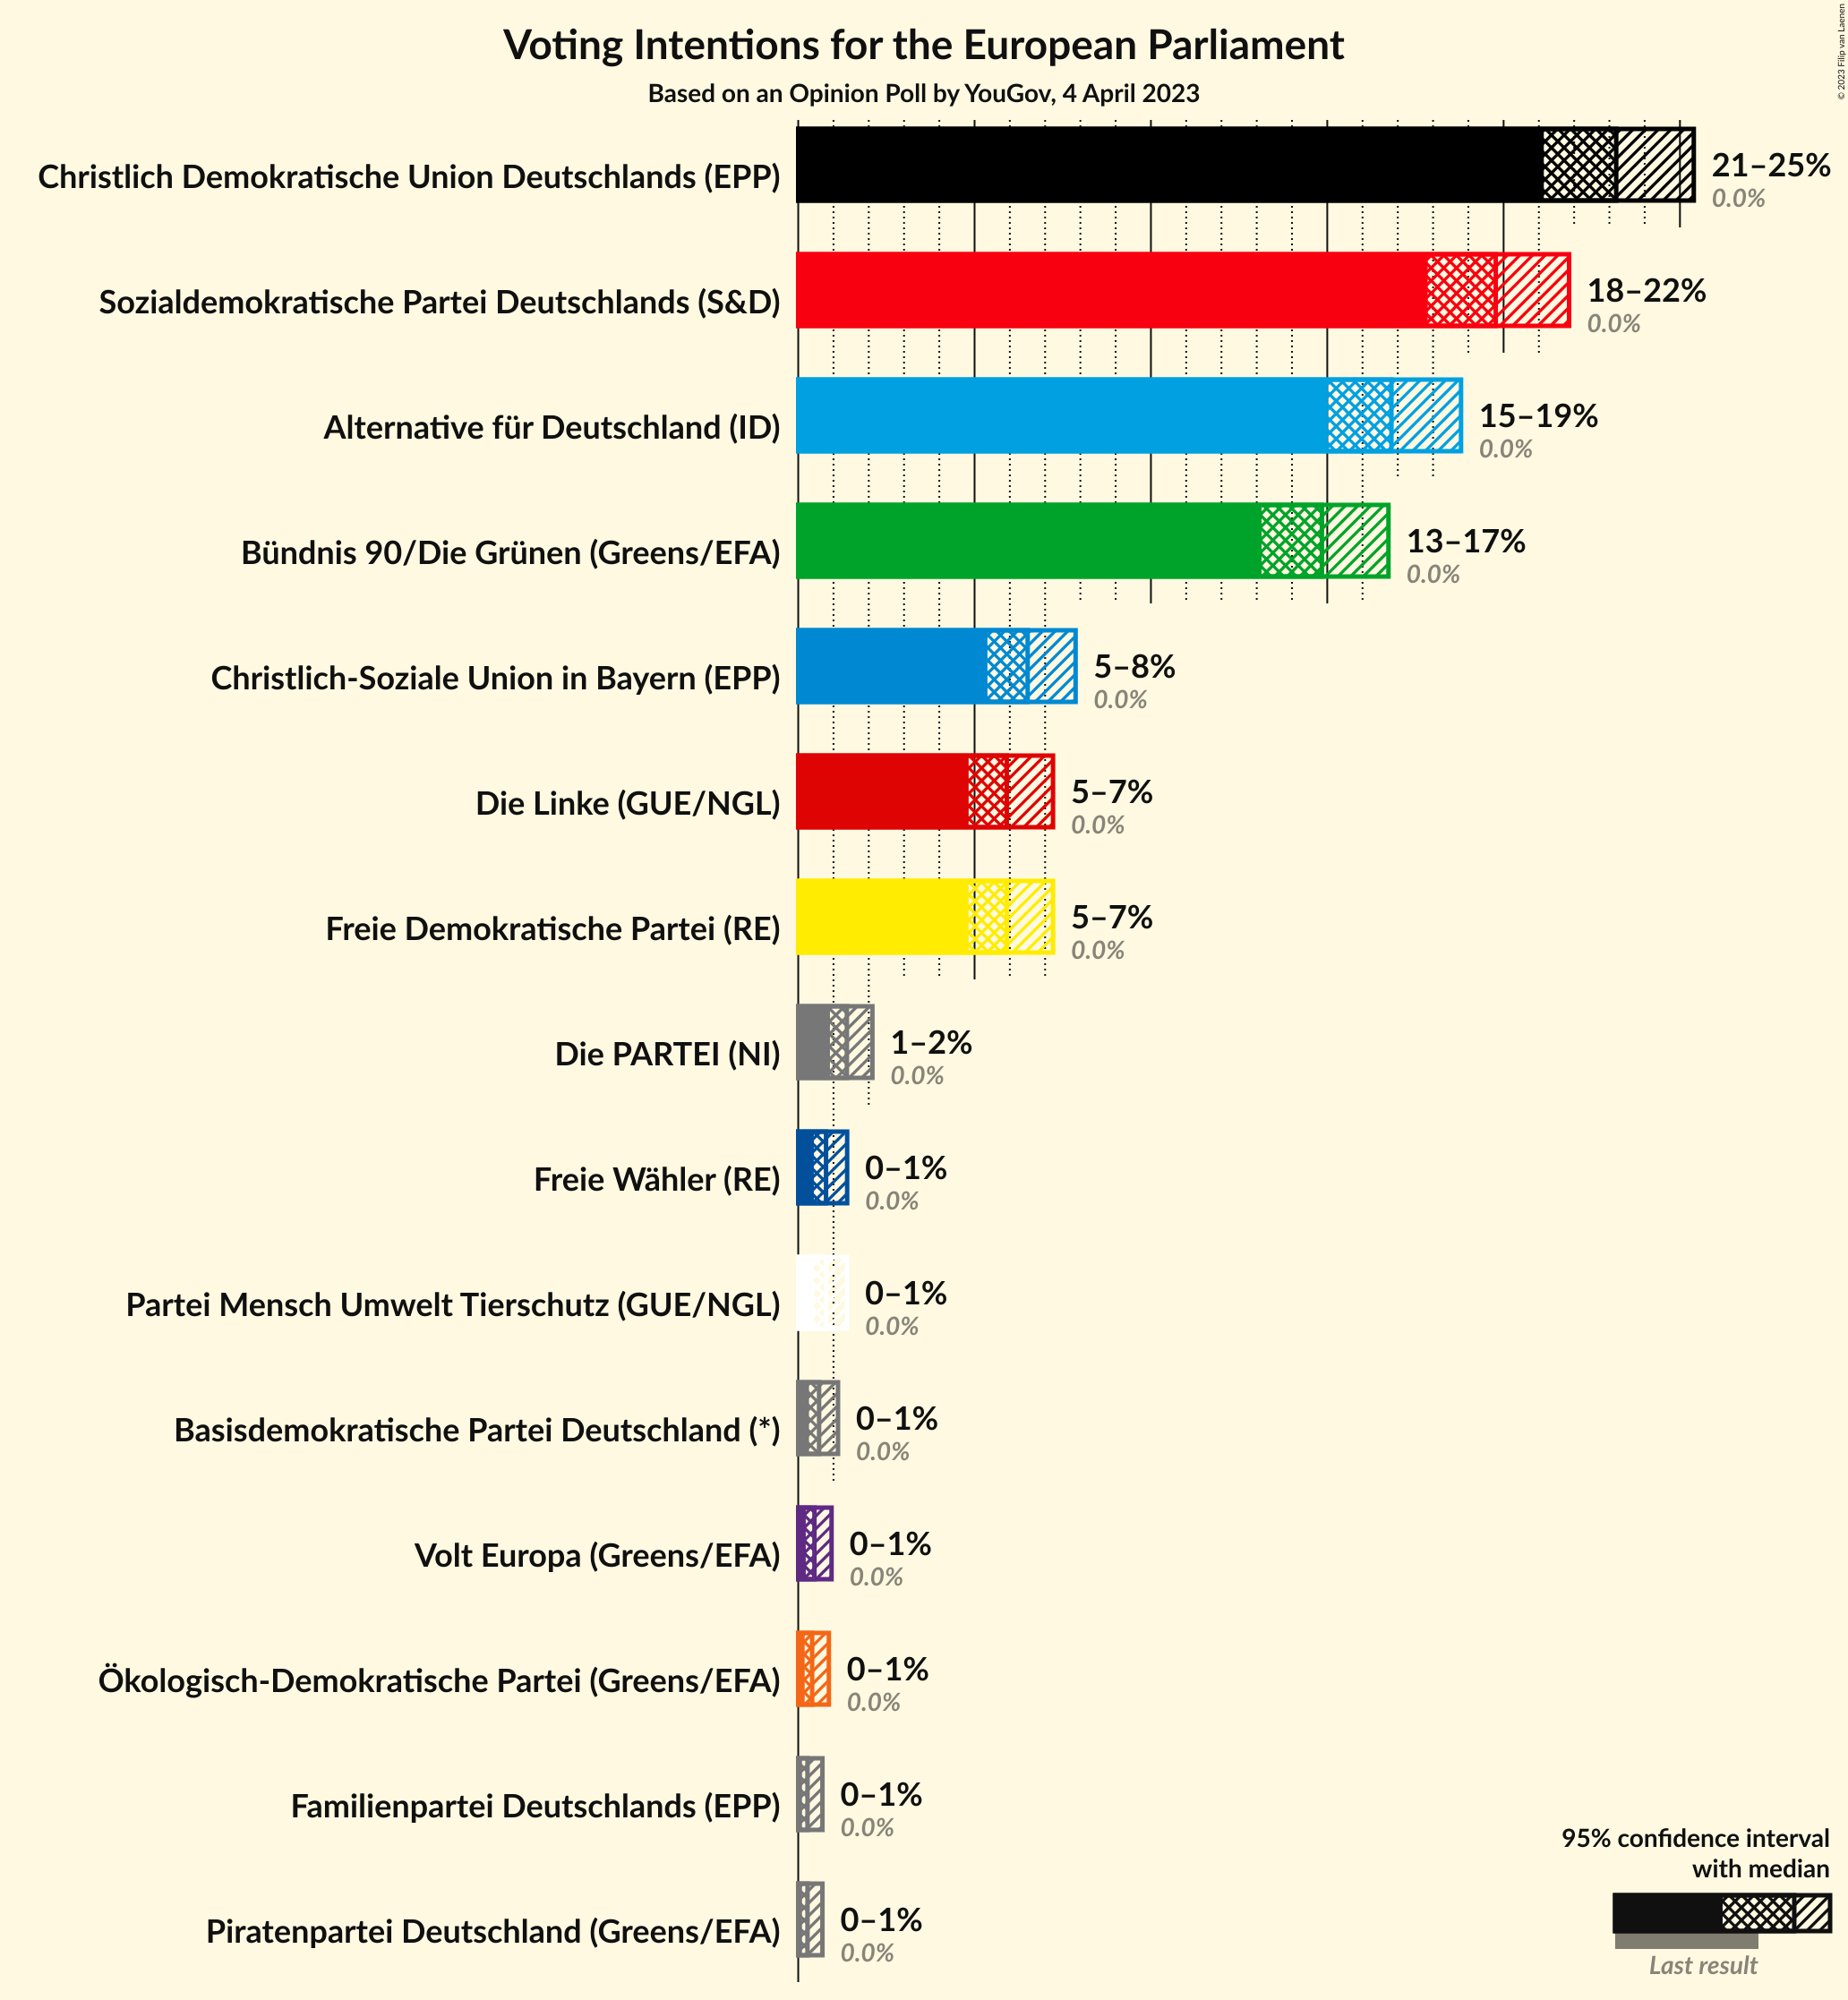 Voting Intentions for the European Parliament
Based on an Opinion Poll by YouGov, 4 April 2023
© 2023 Filip van Laenen
Christlich Demokratische Union Deutschlands (EPP)
21–25%
0.0%
Sozialdemokratische Partei Deutschlands (S&D)
18–22%
0.0%
Alternative für Deutschland (ID)
15–19%
0.0%
Bündnis 90/Die Grünen (Greens/EFA)
13–17%
0.0%
Christlich-Soziale Union in Bayern (EPP)
5–8%
0.0%
Die Linke (GUE/NGL)
5–7%
0.0%
Freie Demokratische Partei (RE)
5–7%
0.0%
Die PARTEI (NI)
1–2%
0.0%
Freie Wähler (RE)
0–1%
0.0%
Partei Mensch Umwelt Tierschutz (GUE/NGL)
0–1%
0.0%
Basisdemokratische Partei Deutschland (*)
0–1%
0.0%
Volt Europa (Greens/EFA)
0–1%
0.0%
Ökologisch-Demokratische Partei (Greens/EFA)
0–1%
0.0%
Familienpartei Deutschlands (EPP)
0–1%
0.0%
Piratenpartei Deutschland (Greens/EFA)
0–1%
0.0%
95% confidence interval
with median
Last result